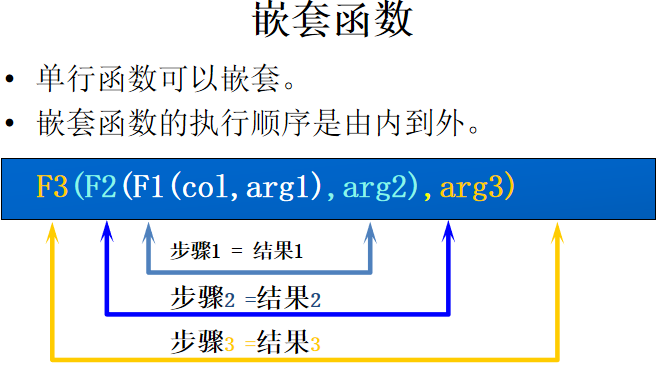 嵌套函数
• 单行函数可以嵌套。
• 嵌套函数的执行顺序是由内到外。
F3(F2(F1(col,arg1),arg2),arg3)
步骤1 = 结果1
步骤2 =结果2
步骤3 =结果3